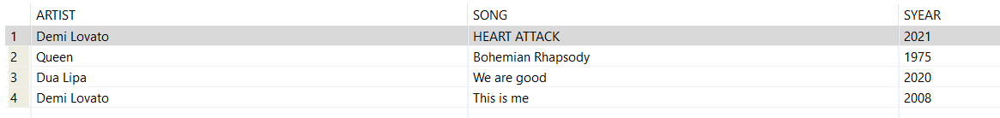 ARTIST SONG SYEAR
1 Demi Lovato HEART ATTACK 2021
2 Queen Bohemian Rhapsody 1975
3 Dua Lipa We are good 2020
4 Demi Lovato This is me 2008